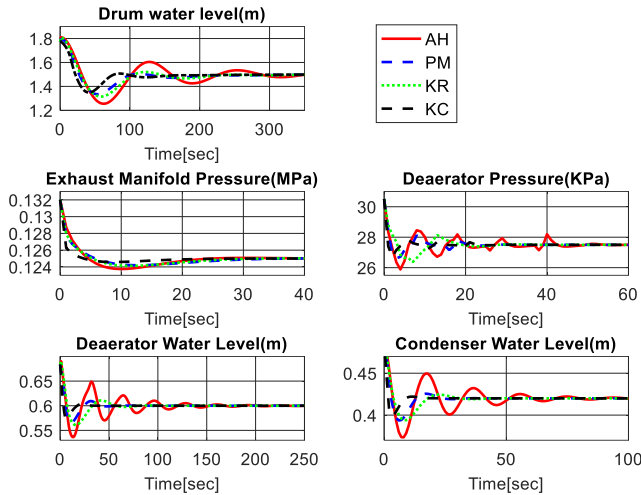 Drum water level(m)
1.8
1.6
1.4
1.2
0 100 200 300
Time[sec]
AH
PM
KR
KC
Exhaust Manifold Pressure(MPa)
0.132
0.13
0.128
0.126
0.124
0 10 20 30 40
Time[sec]
Deaerator Pressure(KPa)
30
28
26
0 20 40 60
Time[sec]
Deaerator Water Level(m)
0.65
0.6
0.55
0 50 100 150 200 250
Time[sec]
Condenser Water Level(m)
0.45
0.4
0 50 100
Time[sec]